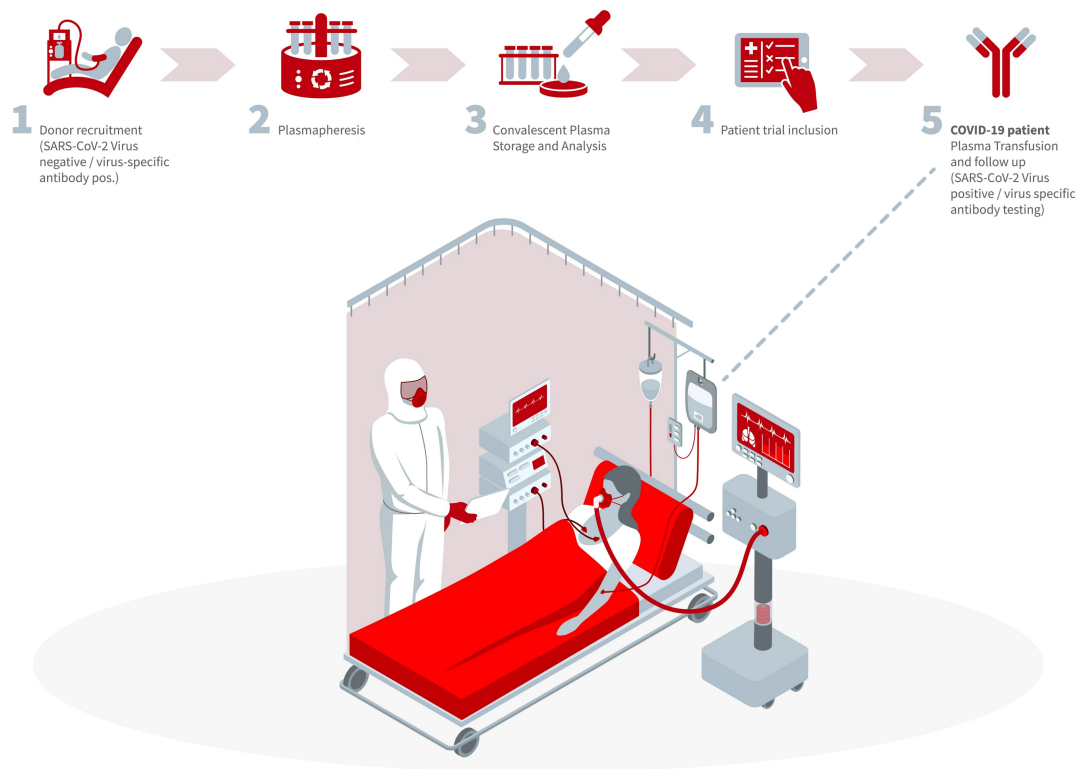 1
Donor recruitment
(SARS-CoV-2 Virus
negative / virus-specific
antibody pos.)
2
Plasmapheresis
3
Convalescent Plasma
Storage and Analysis
4
Patient trial inclusion
5
COVID-19 patient
Plasma Transfusion
and follow up
(SARS-CoV-2 Virus
positive / virus specific
antibody testing)